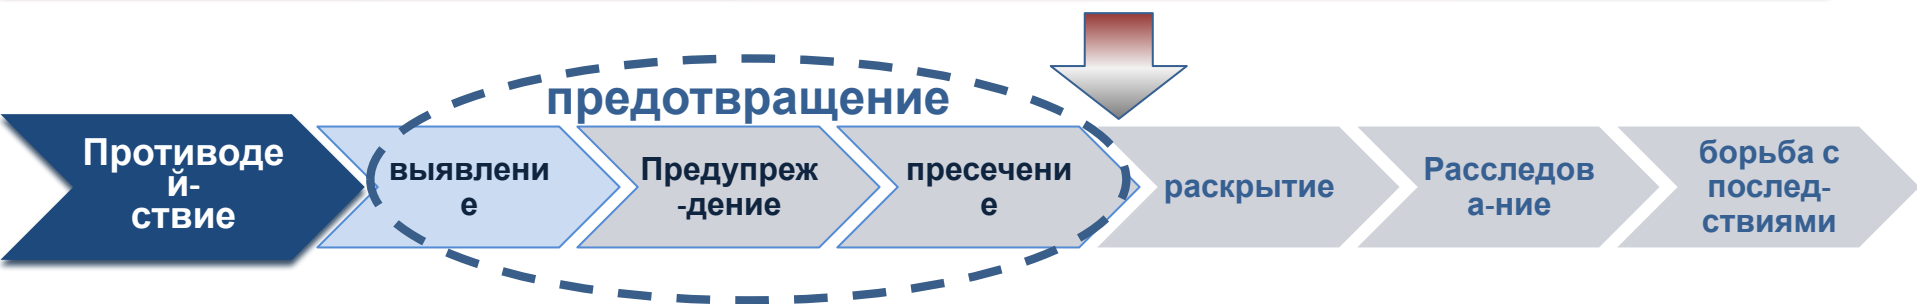 предотвращение
Противоде
й-
ствие
выявлени
е
Предупреж
-дение
пресечени
е
раскрытие
Расследов
а-ние
борьба с
послед-
ствиями